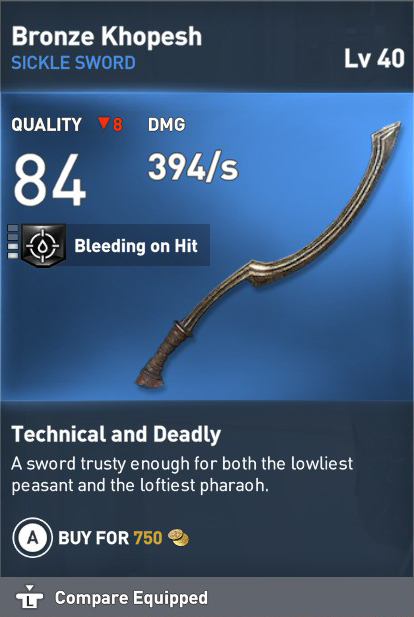 Bronze Khopesh
SICKLE SWORD
Lv 40
QUALITY ▼8 DMG
84 394/s
Bleeding on Hit
Technical and Deadly
A sword trusty enough for both the lowliest
peasant and the loftiest pharaoh.
A BUY FOR 750
L Compare Equipped